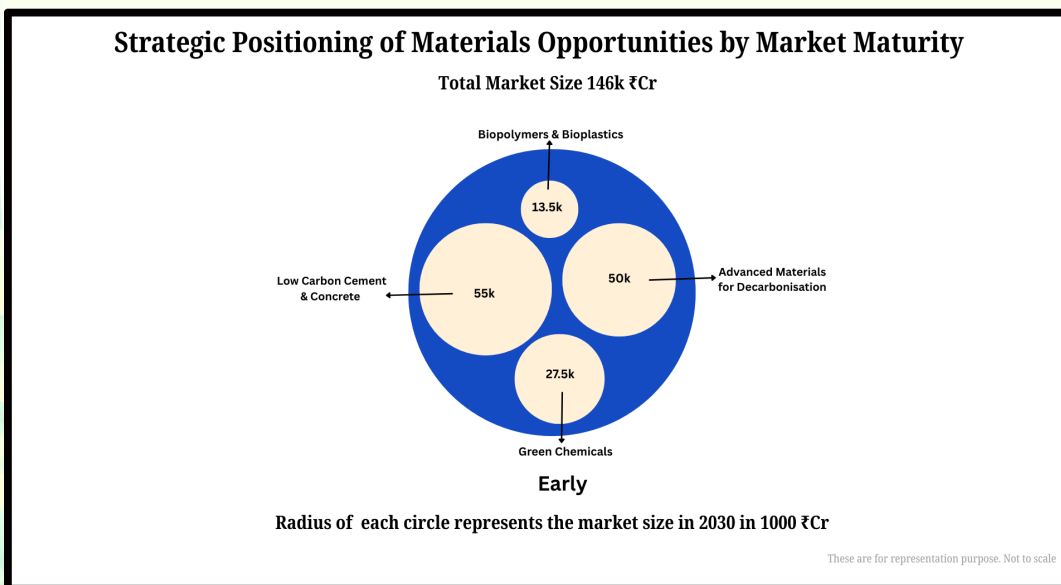 Strategic Positioning of Materials Opportunities by Market Maturity
Total Market Size 146k ₹Cr
Biopolymers & Bioplastics
13.5k
Low Carbon Cement
& Concrete
55k
50k
Advanced Materials
for Decarbonisation
27.5k
Green Chemicals
Early
Radius of each circle represents the market size in 2030 in 1000 ₹Cr
These are for representation purpose. Not to scale